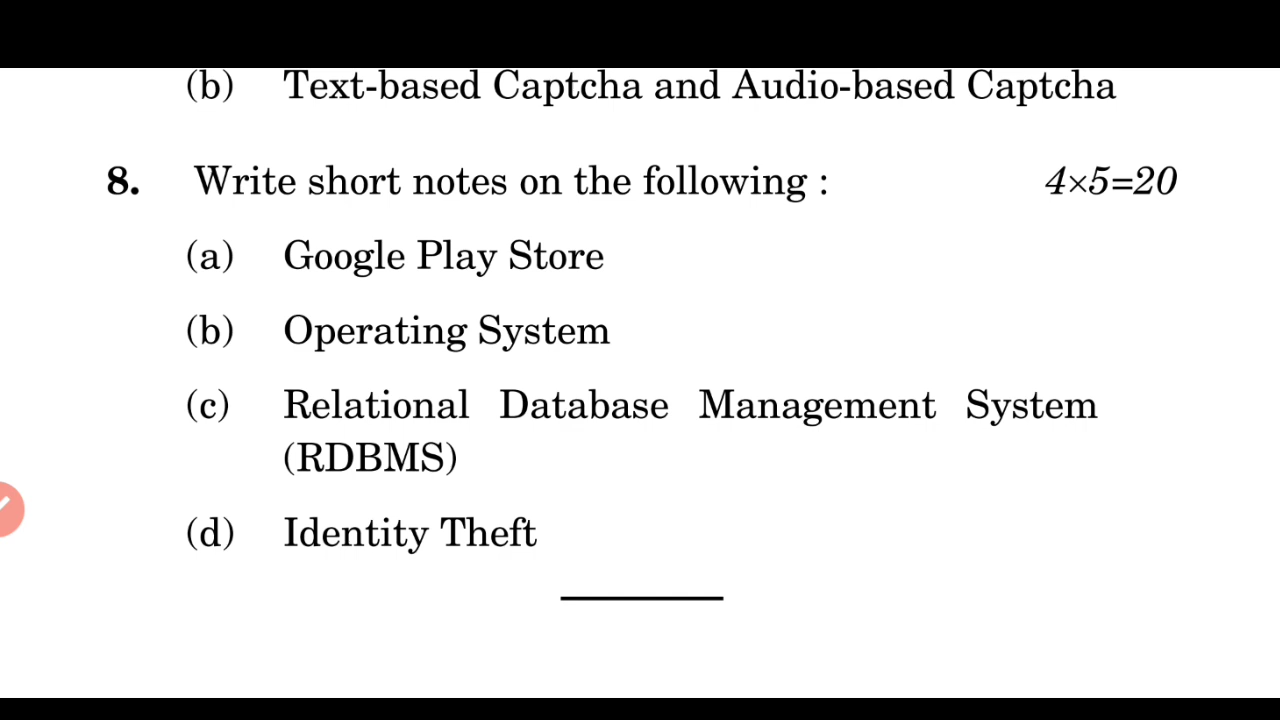 (b) Text-based Captcha and Audio-based Captcha
8. Write short notes on the following : 4×5=20
(a) Google Play Store
(b) Operating System
(c) Relational Database Management System
(RDBMS)
(d) Identity Theft